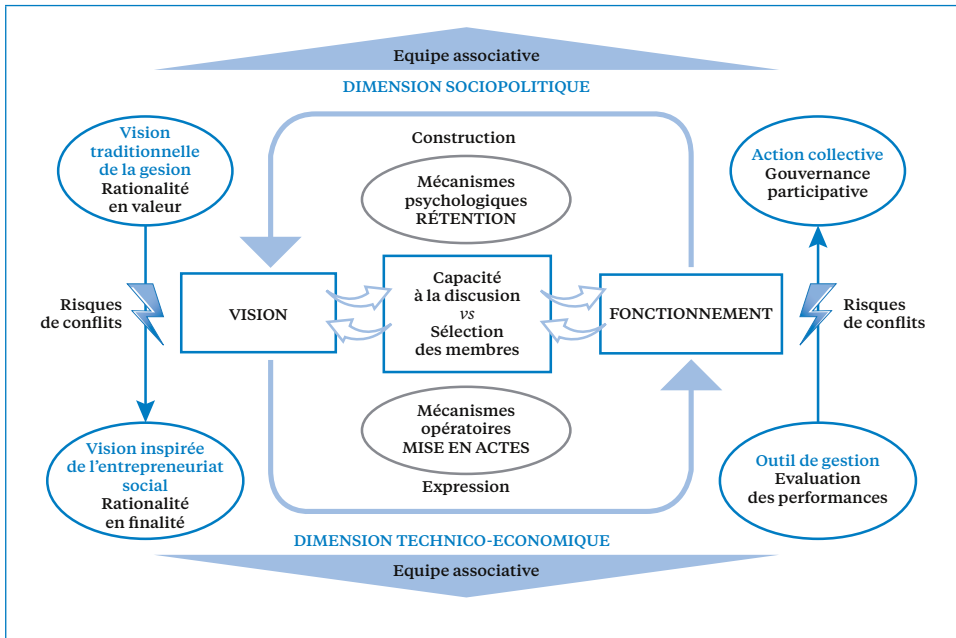 Equipe associative
DIMENSION SOCIOPOLITIQUE
Vision
traditionnelle
de la gesion
Rationalité
en valeur
Construction
Mécanismes
psychologiques
RÉTENTION
Action collective
Gouvernance
participative
Risques
de conflits
VISION
Capacité
à la discusion
vs
Sélection
des membres
FONCTIONNEMENT
Risques
de conflits
Vision inspirée
de l'entrepreneuriat
social
Rationalité
en finalité
Mécanismes
opératoires
MISE EN ACTES
Expression
Outil de gestion
Evaluation
des performances
DIMENSION TECHNICO-ECONOMIQUE
Equipe associative